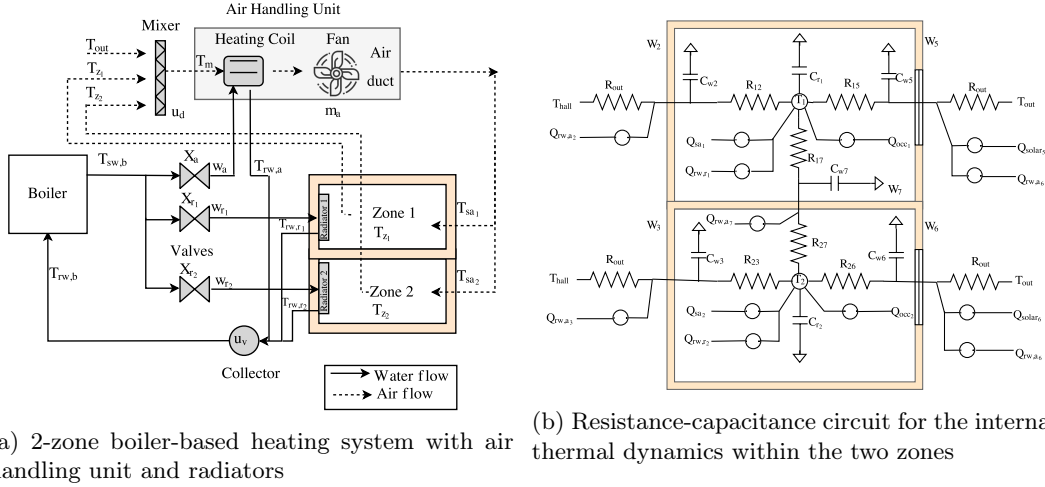 Air Handling Unit
Mixer
Heating Coil
Fan
Air
duct
T_out
T_z1
T_z2
T_m
u_d
m_a
Boiler
T_sw,b
X_a
w_a
T_rw,a
X_r1
w_r1
Valves
X_r2
w_r2
T_rw,r1
T_rw,r2
Radiator 1
Zone 1
T_z1
T_sa1
Radiator 2
Zone 2
T_z2
T_sa2
T_rw,b
u_v
Collector
Water flow
Air flow
a) 2-zone boiler-based heating system with air
handling unit and radiators
W_2
W_5
C_w2
C_r1
C_w5
R_out
R_12
T_1
R_15
R_out
T_hall
T_out
Q_rw,a2
Q_sa1
Q_occ1
Q_solar5
Q_rw,r1
R_17
Q_rw,a6
C_w7
W_7
W_3
W_6
Q_rw,a7
C_w3
R_27
C_w6
R_out
R_23
T_2
R_26
R_out
T_hall
T_out
Q_rw,a3
Q_sa2
Q_occ2
Q_solar6
Q_rw,r2
C_r2
Q_rw,a6
(b) Resistance-capacitance circuit for the interna
thermal dynamics within the two zones